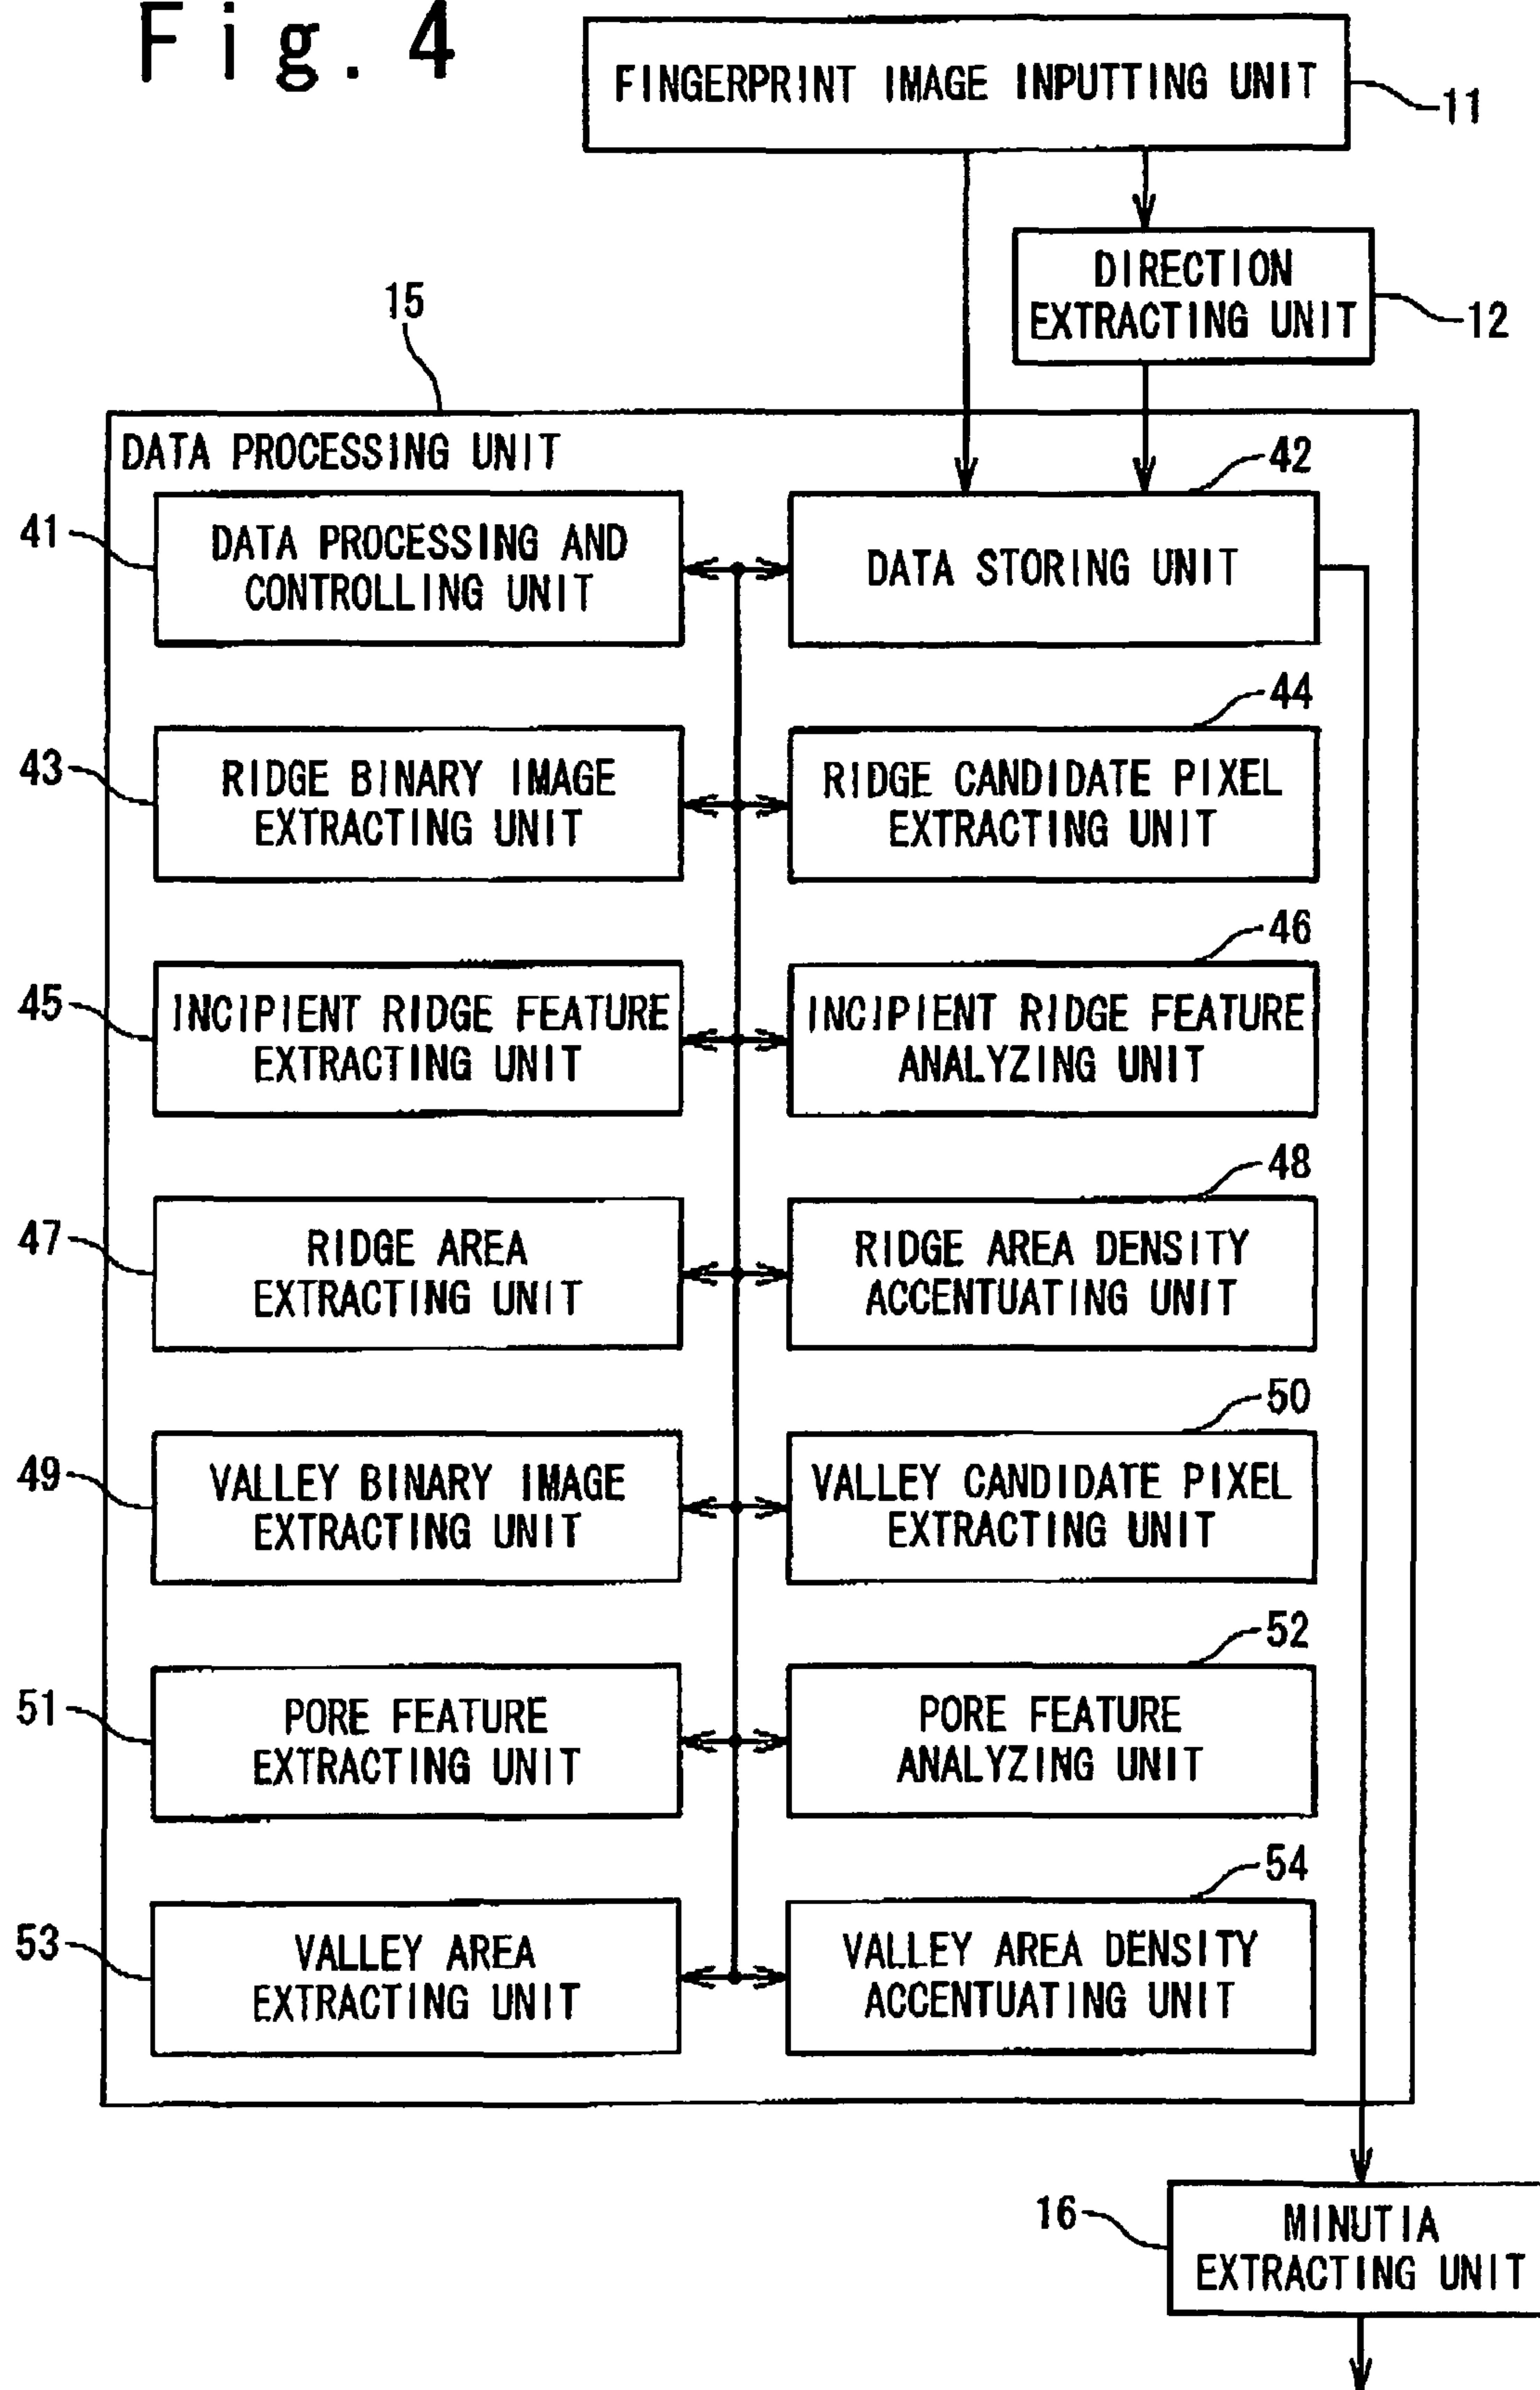 Fig. 4
FINGERPRINT IMAGE INPUTTING UNIT
11
DIRECTION
EXTRACTING UNIT
12
15
DATA PROCESSING UNIT
42
41
DATA PROCESSING AND
CONTROLLING UNIT
DATA STORING UNIT
44
43
RIDGE BINARY IMAGE
EXTRACTING UNIT
RIDGE CANDIDATE PIXEL
EXTRACTING UNIT
46
45
INCIPIENT RIDGE FEATURE
EXTRACTING UNIT
INCIPIENT RIDGE FEATURE
ANALYZING UNIT
48
47
RIDGE AREA
EXTRACTING UNIT
RIDGE AREA DENSITY
ACCENTUATING UNIT
50
49
VALLEY BINARY IMAGE
EXTRACTING UNIT
VALLEY CANDIDATE PIXEL
EXTRACTING UNIT
52
51
PORE FEATURE
EXTRACTING UNIT
PORE FEATURE
ANALYZING UNIT
54
53
VALLEY AREA
EXTRACTING UNIT
VALLEY AREA DENSITY
ACCENTUATING UNIT
16
MINUTIA
EXTRACTING UNIT